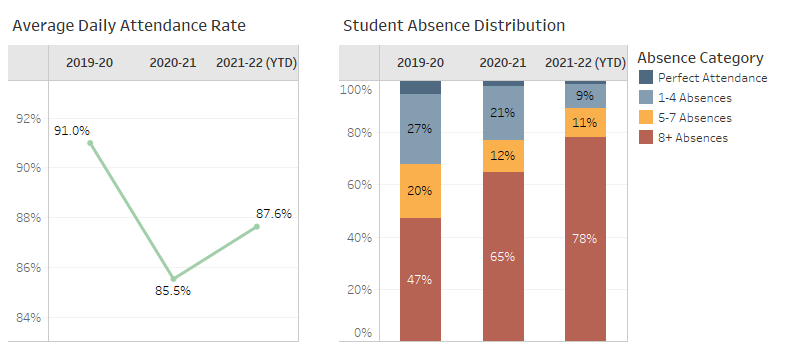 Average Daily Attendance Rate
2019-20 2020-21 2021-22 (YTD)
92%
90%
88%
86%
84%
91.0%
85.5%
87.6%
Student Absence Distribution
2019-20 2020-21 2021-22 (YTD)
100%
80%
60%
40%
20%
0%
27%
20%
47%
21%
12%
65%
9%
11%
78%
Absence Category
Perfect Attendance
1-4 Absences
5-7 Absences
8+ Absences